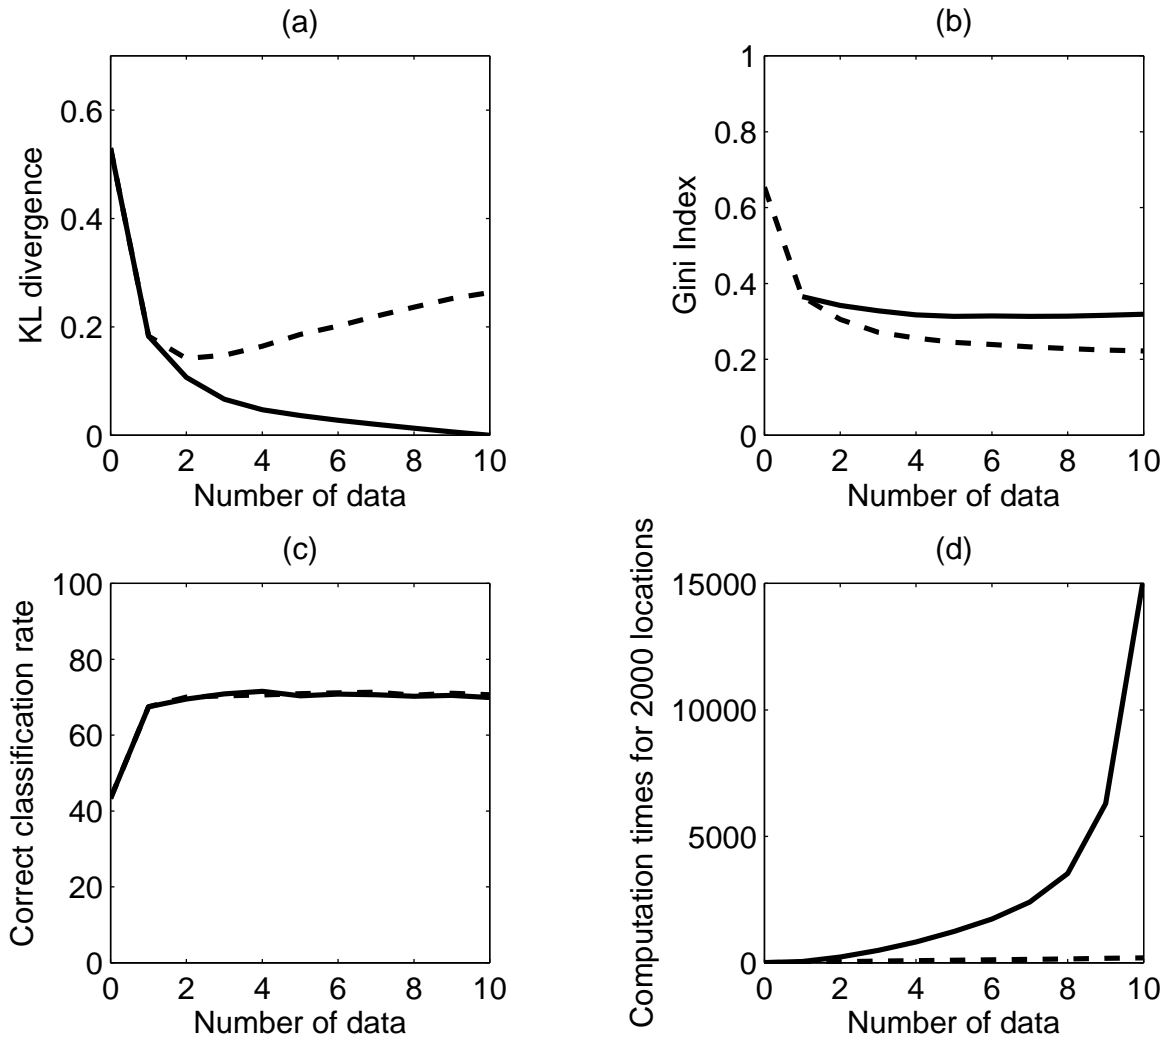 (a)
0.6
0.4
0.2
0
KL divergence
0 2 4 6 8 10
Number of data
(b)
1
0.8
0.6
0.4
0.2
0
Gini Index
0 2 4 6 8 10
Number of data
(c)
100
80
60
40
20
0
Correct classification rate
0 2 4 6 8 10
Number of data
(d)
15000
10000
5000
0
Computation times for 2000 locations
0 2 4 6 8 10
Number of data